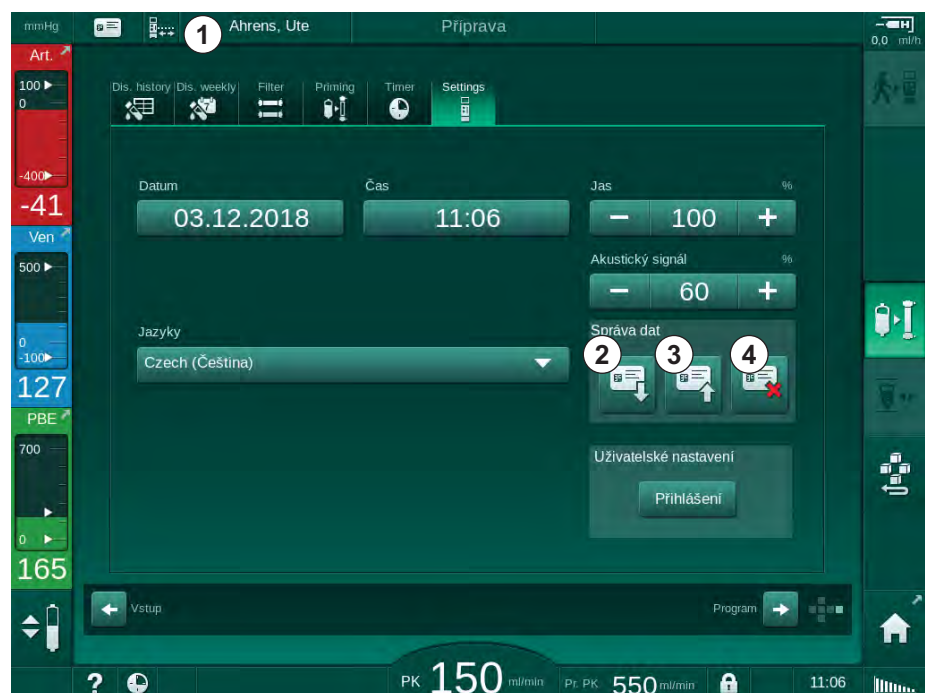 mmHg
1
Ahrens, Ute
Příprava
0,0 ml/h
Art.
100
0
-400
-41
Ven
500
0
-100
127
PBE
700
0
165
Dis. history
Dis. weekly
Filter
Priming
Timer
Settings
Datum
Čas
Jas %
03.12.2018
11:06
− 100 +
Akustický signál %
− 60 +
Jazyky
Czech (Čeština)
Správa dat
2
3
4
Uživatelské nastavení
Přihlášení
Vstup
Program
? PK 150 ml/min Pr. PK 550 ml/min 11:06